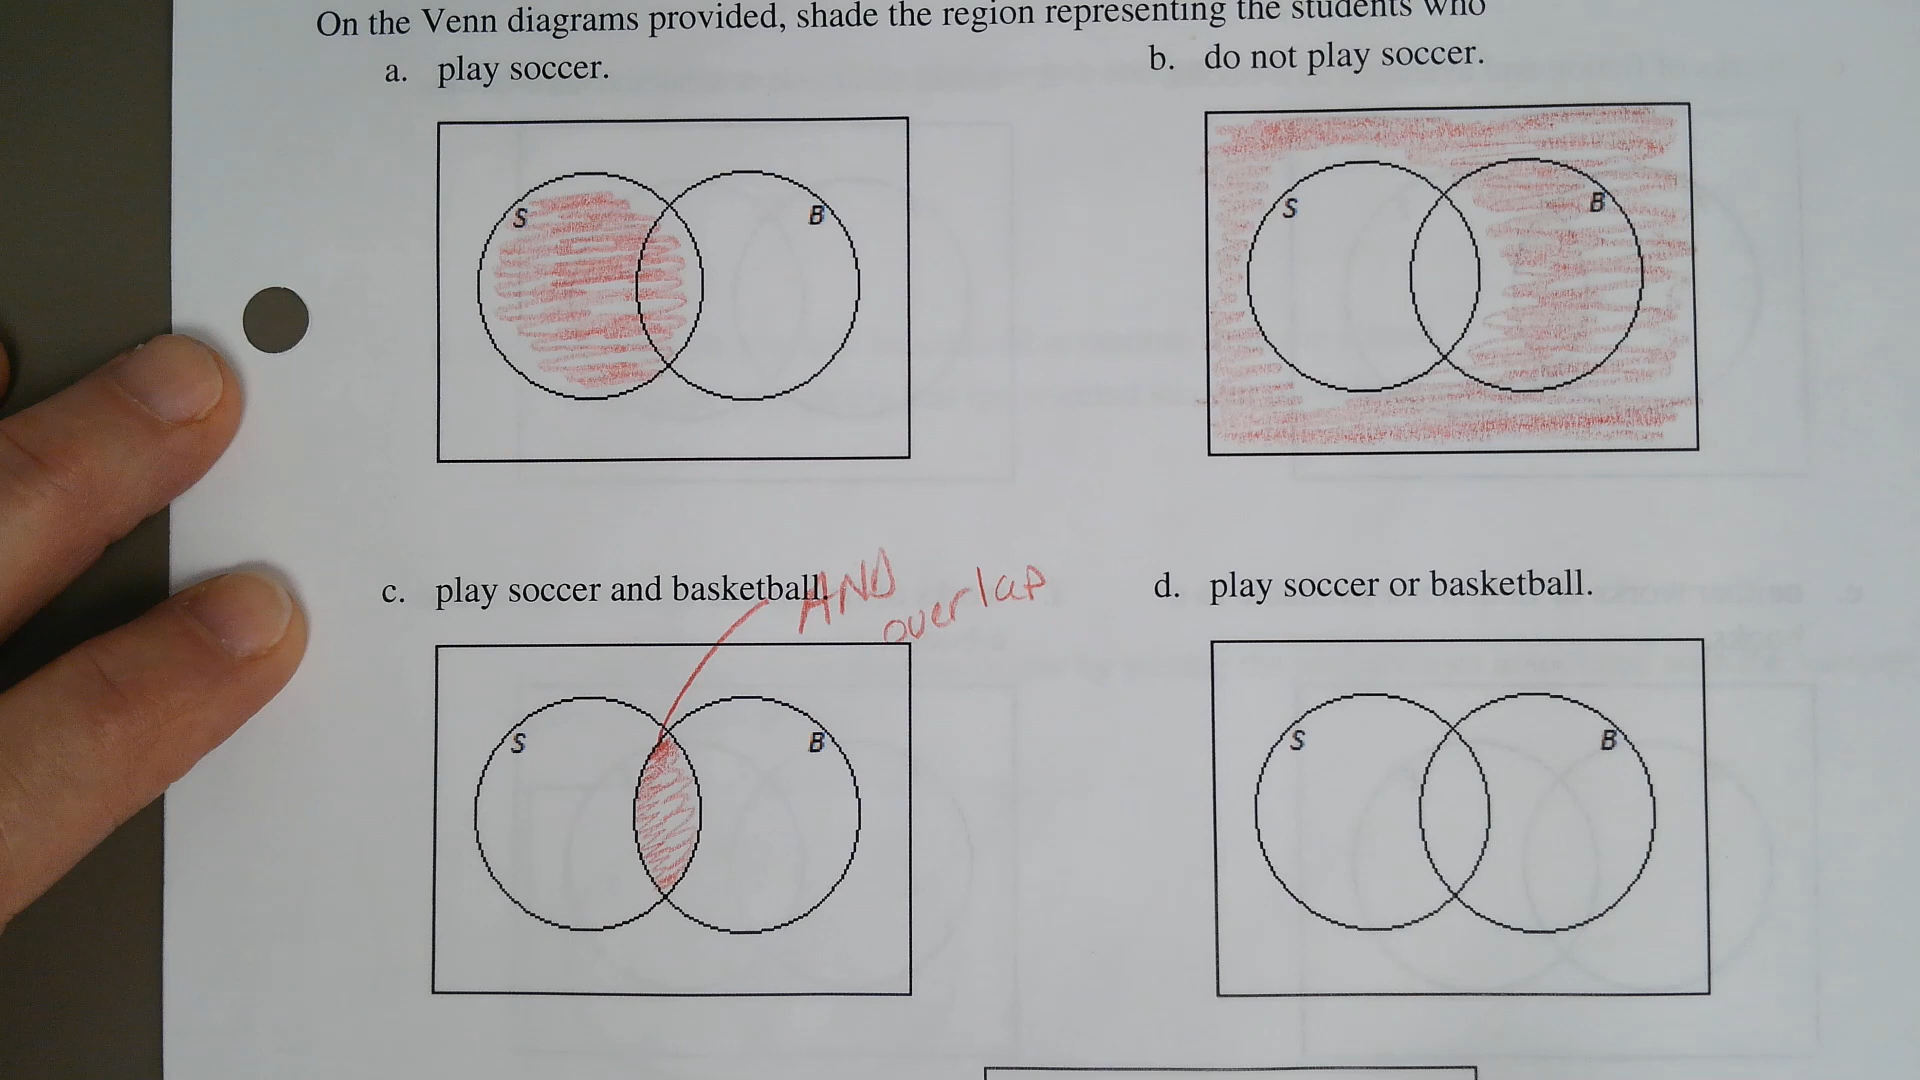 On the Venn diagrams provided, shade the region representing the students who
a. play soccer.
b. do not play soccer.
S
B
S
B
c. play soccer and basketball.
AND
overlap
d. play soccer or basketball.
S
B
S
B